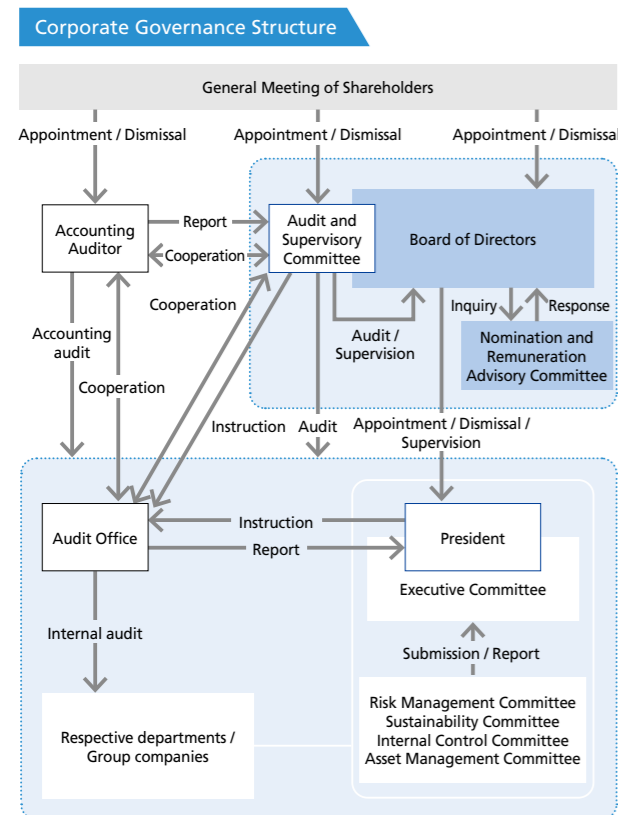 Corporate Governance Structure
General Meeting of Shareholders
Appointment / Dismissal
Appointment / Dismissal
Appointment / Dismissal
Accounting
Auditor
Report
Cooperation
Audit and
Supervisory
Committee
Board of Directors
Inquiry
Response
Nomination and
Remuneration
Advisory Committee
Audit /
Supervision
Cooperation
Accounting
audit
Cooperation
Instruction
Audit
Appointment / Dismissal /
Supervision
Audit Office
Instruction
Report
President
Executive Committee
Internal audit
Submission / Report
Respective departments /
Group companies
Risk Management Committee
Sustainability Committee
Internal Control Committee
Asset Management Committee